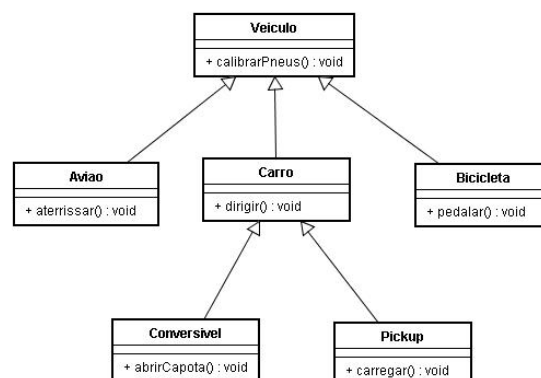 Veiculo
+ calibrarPneus() : void
Aviao
+ aterrissar() : void
Carro
+ dirigir() : void
Bicicleta
+ pedalar() : void
Conversivel
+ abrirCapota() : void
Pickup
+ carregar() : void